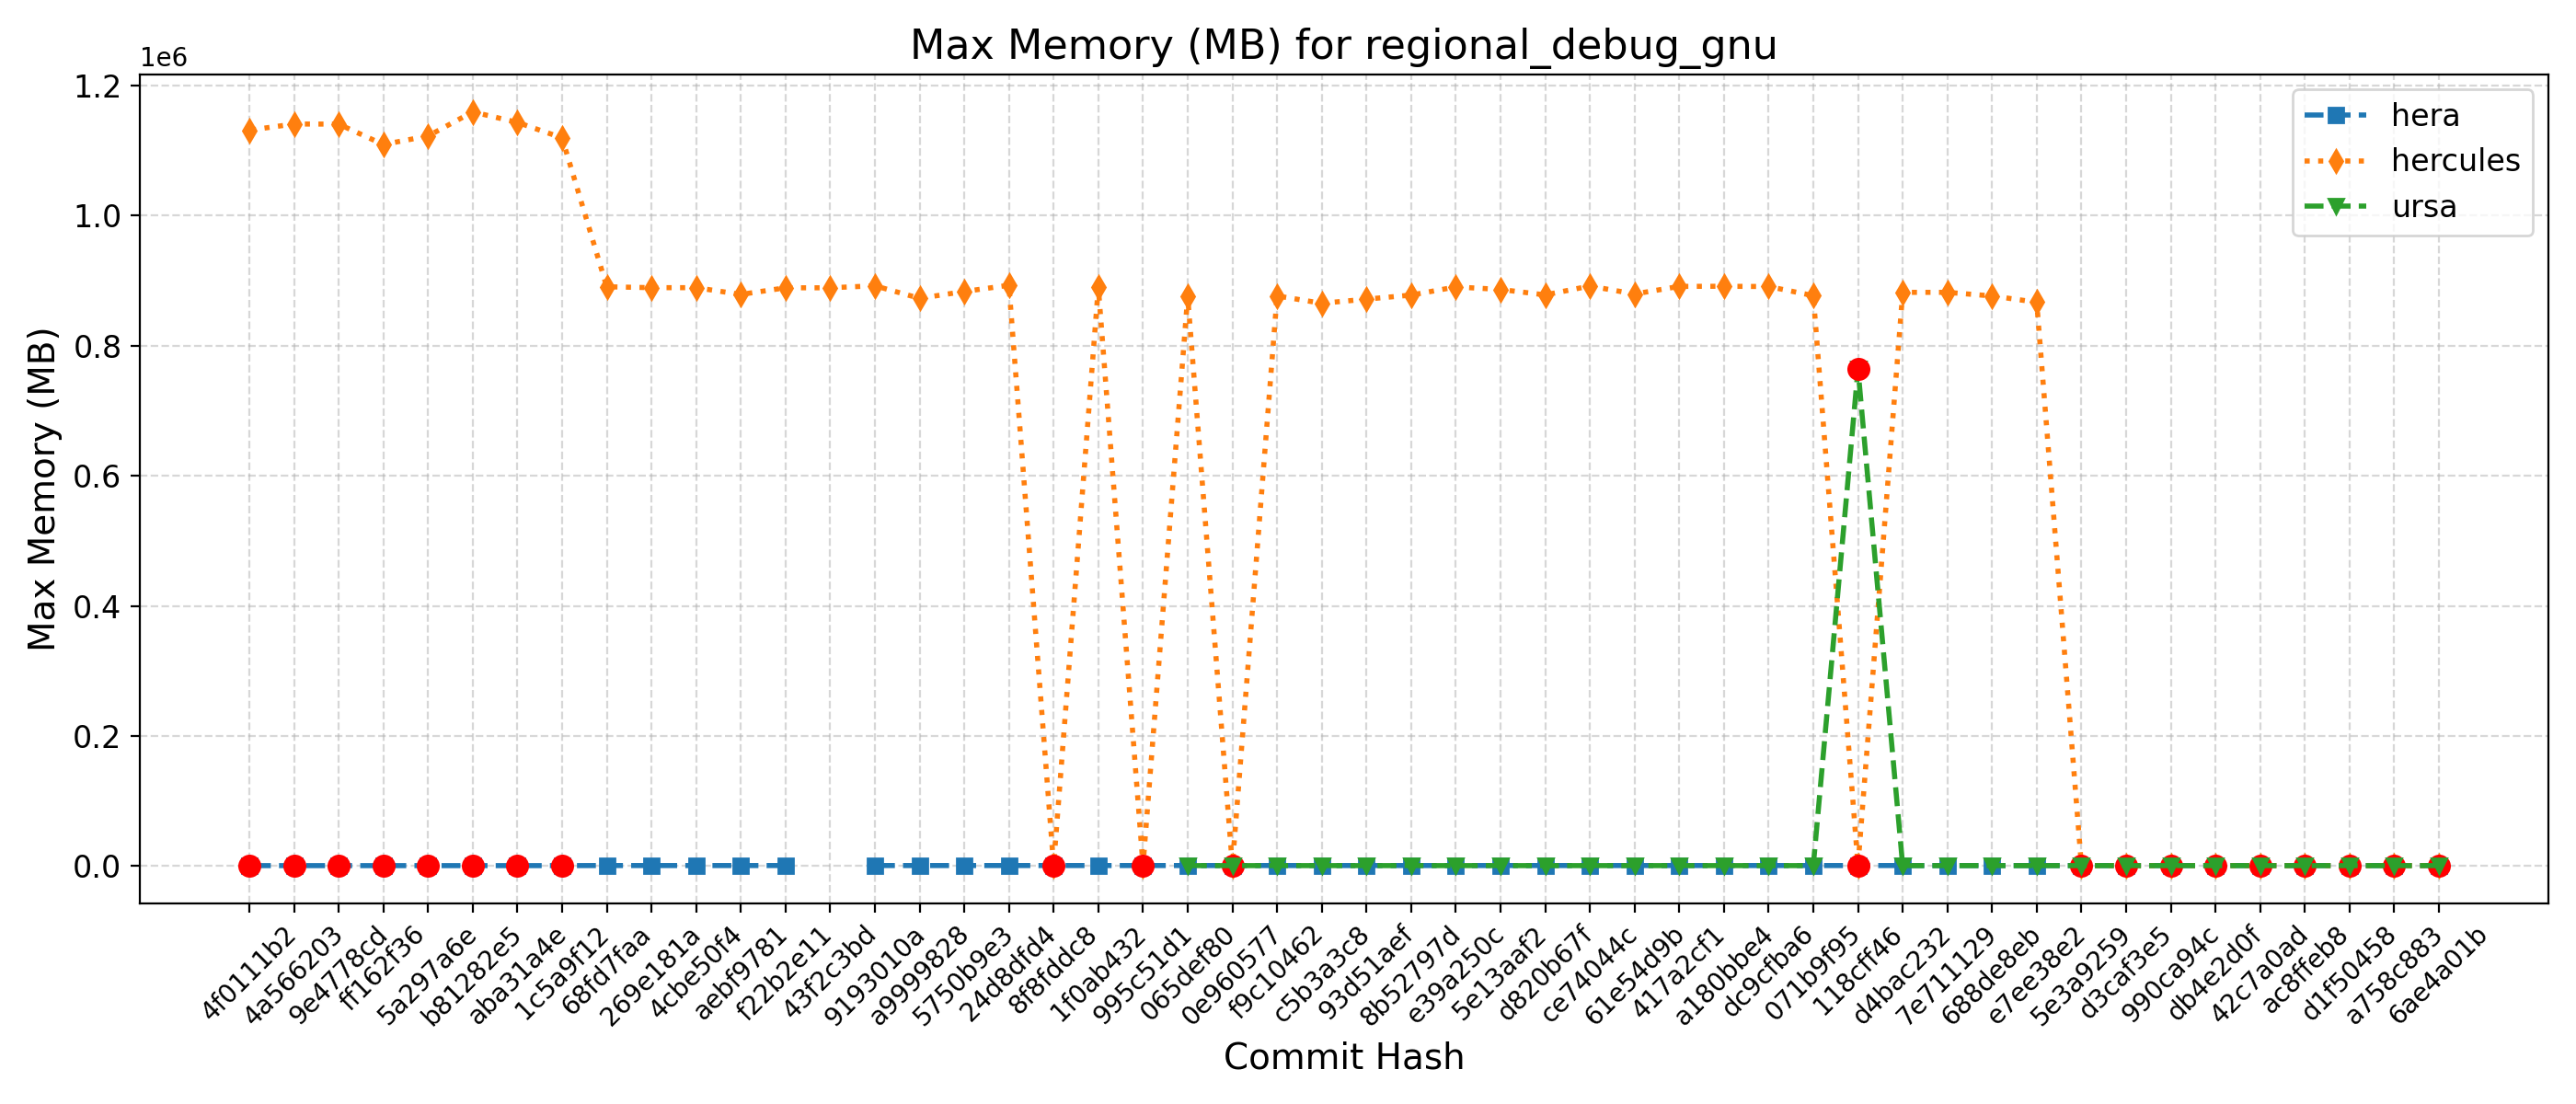 Max Memory (MB) for regional_debug_gnu
1e6
1.2
1.0
0.8
0.6
0.4
0.2
0.0
Max Memory (MB)
hera
hercules
ursa
4f0111b2
4a566203
9e4778cd
ff162f36
5a297a6e
b81282e5
aba31a4e
1c5a9f12
68fd7faa
269e181a
4cbe50f4
aebf9781
f22b2e11
43f2c3bd
9193010a
a9999828
5750b9e3
24d8dfd4
8f8fddc8
1f0ab432
995c51d1
065def80
0e960577
f9c10462
c5b3a3c8
93d51aef
8b52797d
e39a250c
5e13aaf2
d820b67f
ce74044c
61e54d9b
417a2cf1
a180bbe4
dc9cfba6
071b9f95
118cff46
d4bac232
7e711129
688de8eb
e7ee38e2
5e3a9259
d3caf3e5
990ca94c
db4e2d0f
42c7a0ad
ac8ffeb8
d1f50458
a758c883
6ae4a01b
Commit Hash